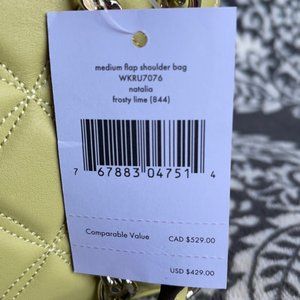 medium flap shoulder bag
WKRU7076
natalia
frosty lime (844)
7 67883 04751 4
Comparable Value CAD $529.00
USD $429.00